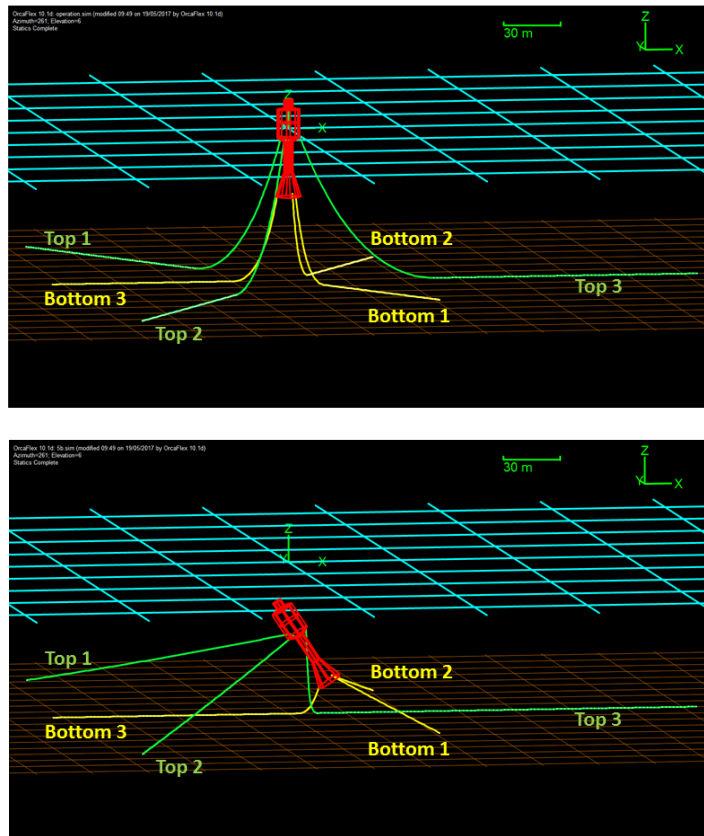 OrcaFlex 10.1d: operation.sim (modified 09:49 on 19/05/2017 by OrcaFlex 10.1d)
Azimuth=261; Elevation=6
Statics Complete
30 m
Z
Y
X
Z
X
Top 1
Bottom 2
Bottom 3
Top 3
Bottom 1
Top 2
OrcaFlex 10.1d: 5b.sim (modified 09:49 on 19/05/2017 by OrcaFlex 10.1d)
Azimuth=261; Elevation=6
Statics Complete
30 m
Z
Y
X
Z
Y
X
Top 1
Bottom 2
Bottom 3
Top 3
Bottom 1
Top 2